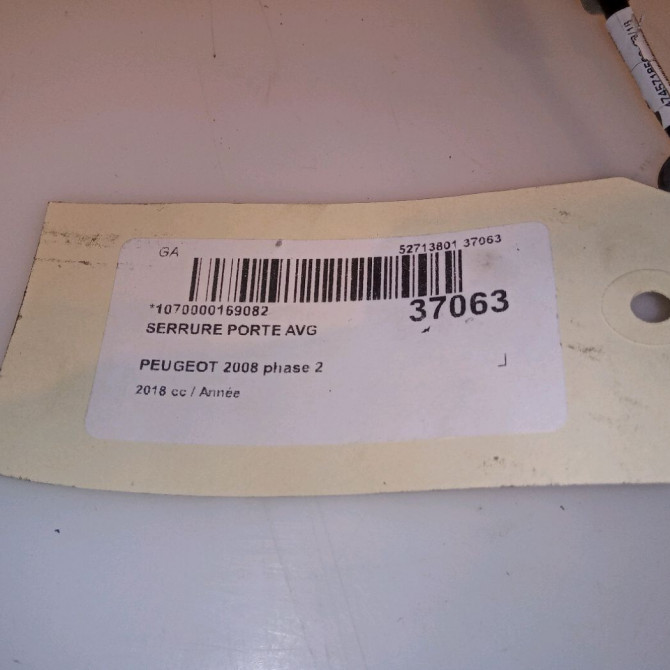 GA
52713801 37063
*1070000169082
37063
SERRURE PORTE AVG
PEUGEOT 2008 phase 2
2018 cc / Année